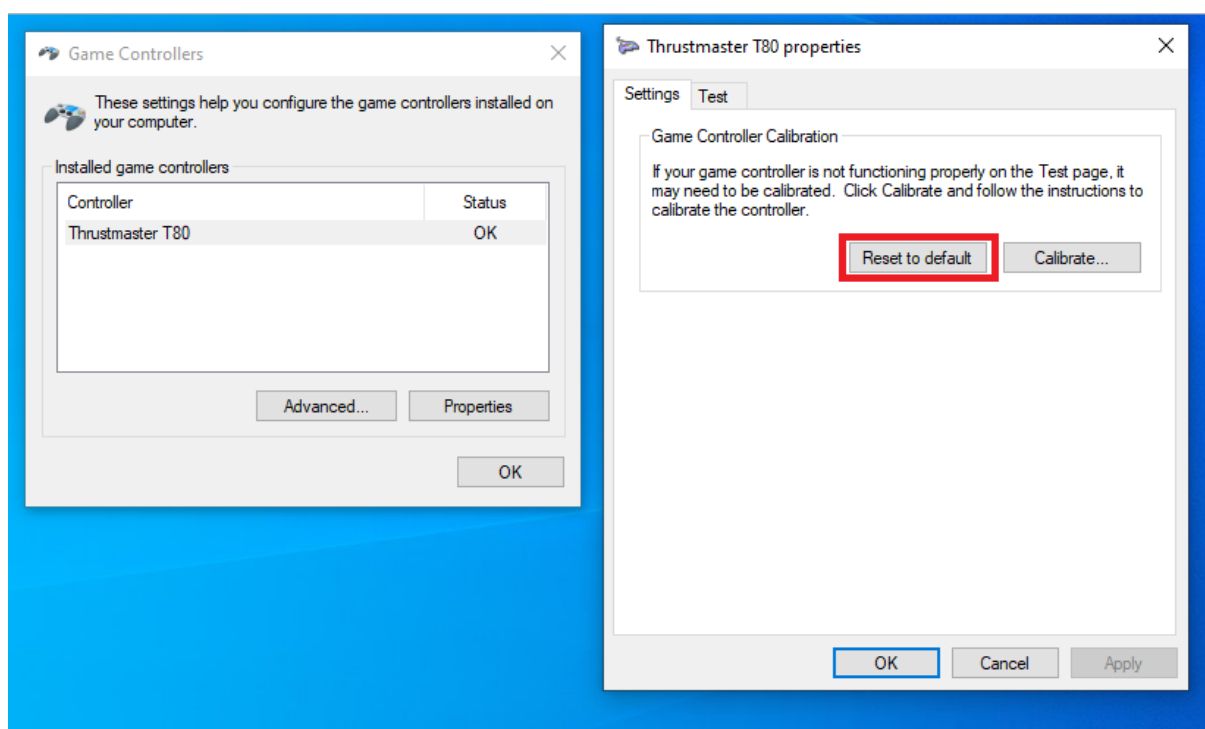 Game Controllers
These settings help you configure the game controllers installed on
your computer.
Installed game controllers
Controller Status
Thrustmaster T80 OK
Advanced... Properties
OK
Thrustmaster T80 properties
Settings Test
Game Controller Calibration
If your game controller is not functioning properly on the Test page, it
may need to be calibrated.  Click Calibrate and follow the instructions to
calibrate the controller.
Reset to default Calibrate...
OK Cancel Apply